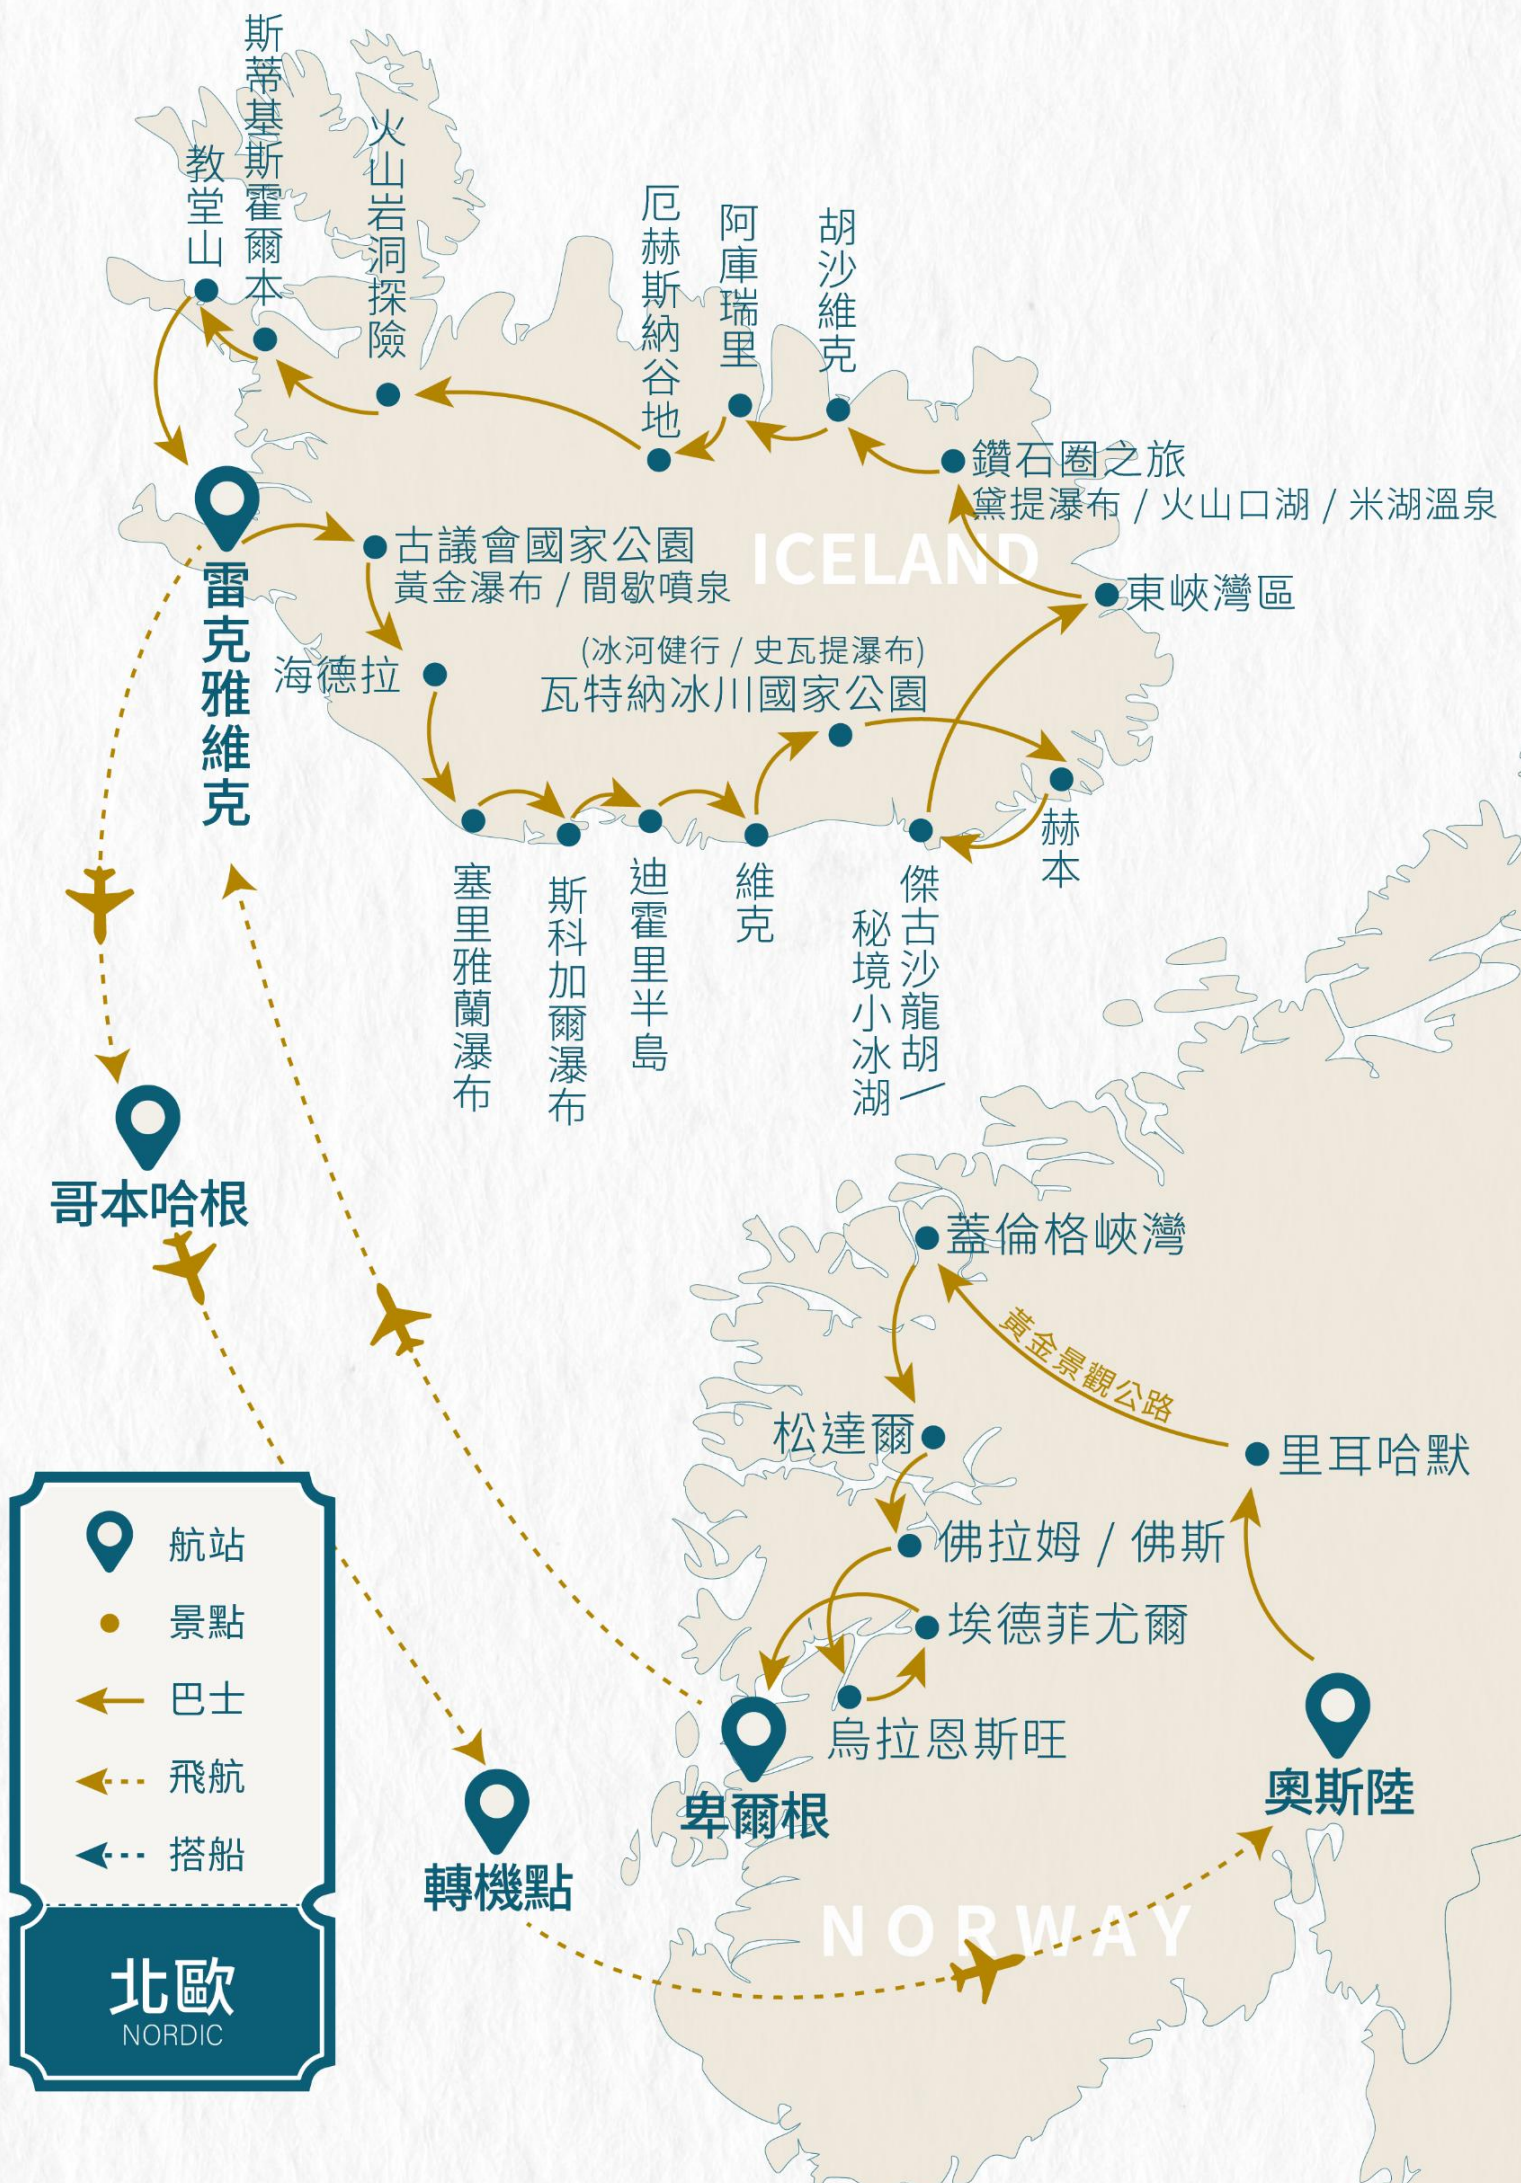 斯蒂基斯霍爾本
教堂山
火山岩洞探險
厄赫斯納谷地
阿庫瑞里
胡沙維克
鑽石圈之旅
黛提瀑布 / 火山口湖 / 米湖溫泉
ICELAND
東峽灣區
雷克雅維克
古議會國家公園
黃金瀑布 / 間歇噴泉
海德拉
(冰河健行 / 史瓦提瀑布)
瓦特納冰川國家公園
赫本
塞里雅蘭瀑布
斯科加爾瀑布
迪霍里半島
維克
傑古沙龍湖 /
秘境小冰湖
哥本哈根
蓋倫格峽灣
黃金景觀公路
松達爾
里耳哈默
佛拉姆 / 佛斯
埃德菲尤爾
烏拉恩斯旺
卑爾根
奧斯陸
轉機點
NORWAY
航站
景點
巴士
飛航
搭船
北歐
NORDIC